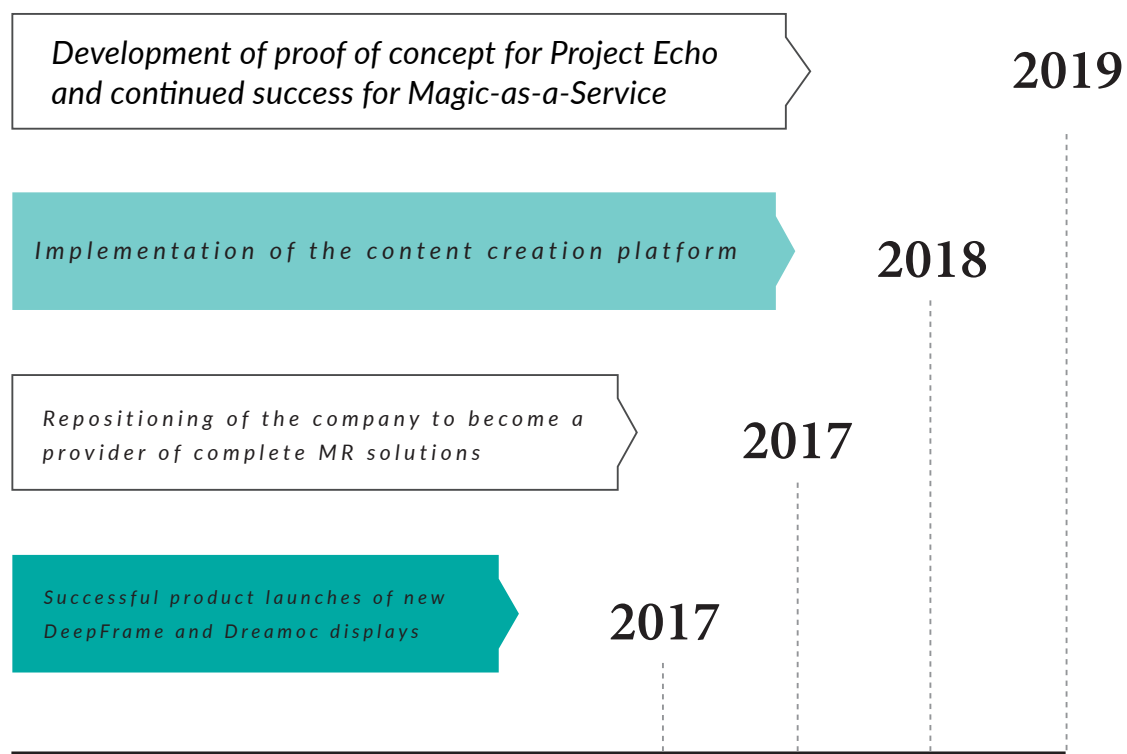 Development of proof of concept for Project Echo
and continued success for Magic-as-a-Service
2019
Implementation of the content creation platform
2018
Repositioning of the company to become a
provider of complete MR solutions
2017
Successful product launches of new
DeepFrame and Dreamoc displays
2017